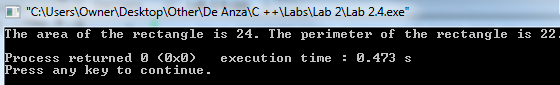 "C:\Users\Owner\Desktop\Other\De Anza\C ++\Labs\Lab 2\Lab 2.4.exe"
The area of the rectangle is 24. The perimeter of the rectangle is 22.
Process returned 0 (0x0)   execution time : 0.473 s
Press any key to continue.